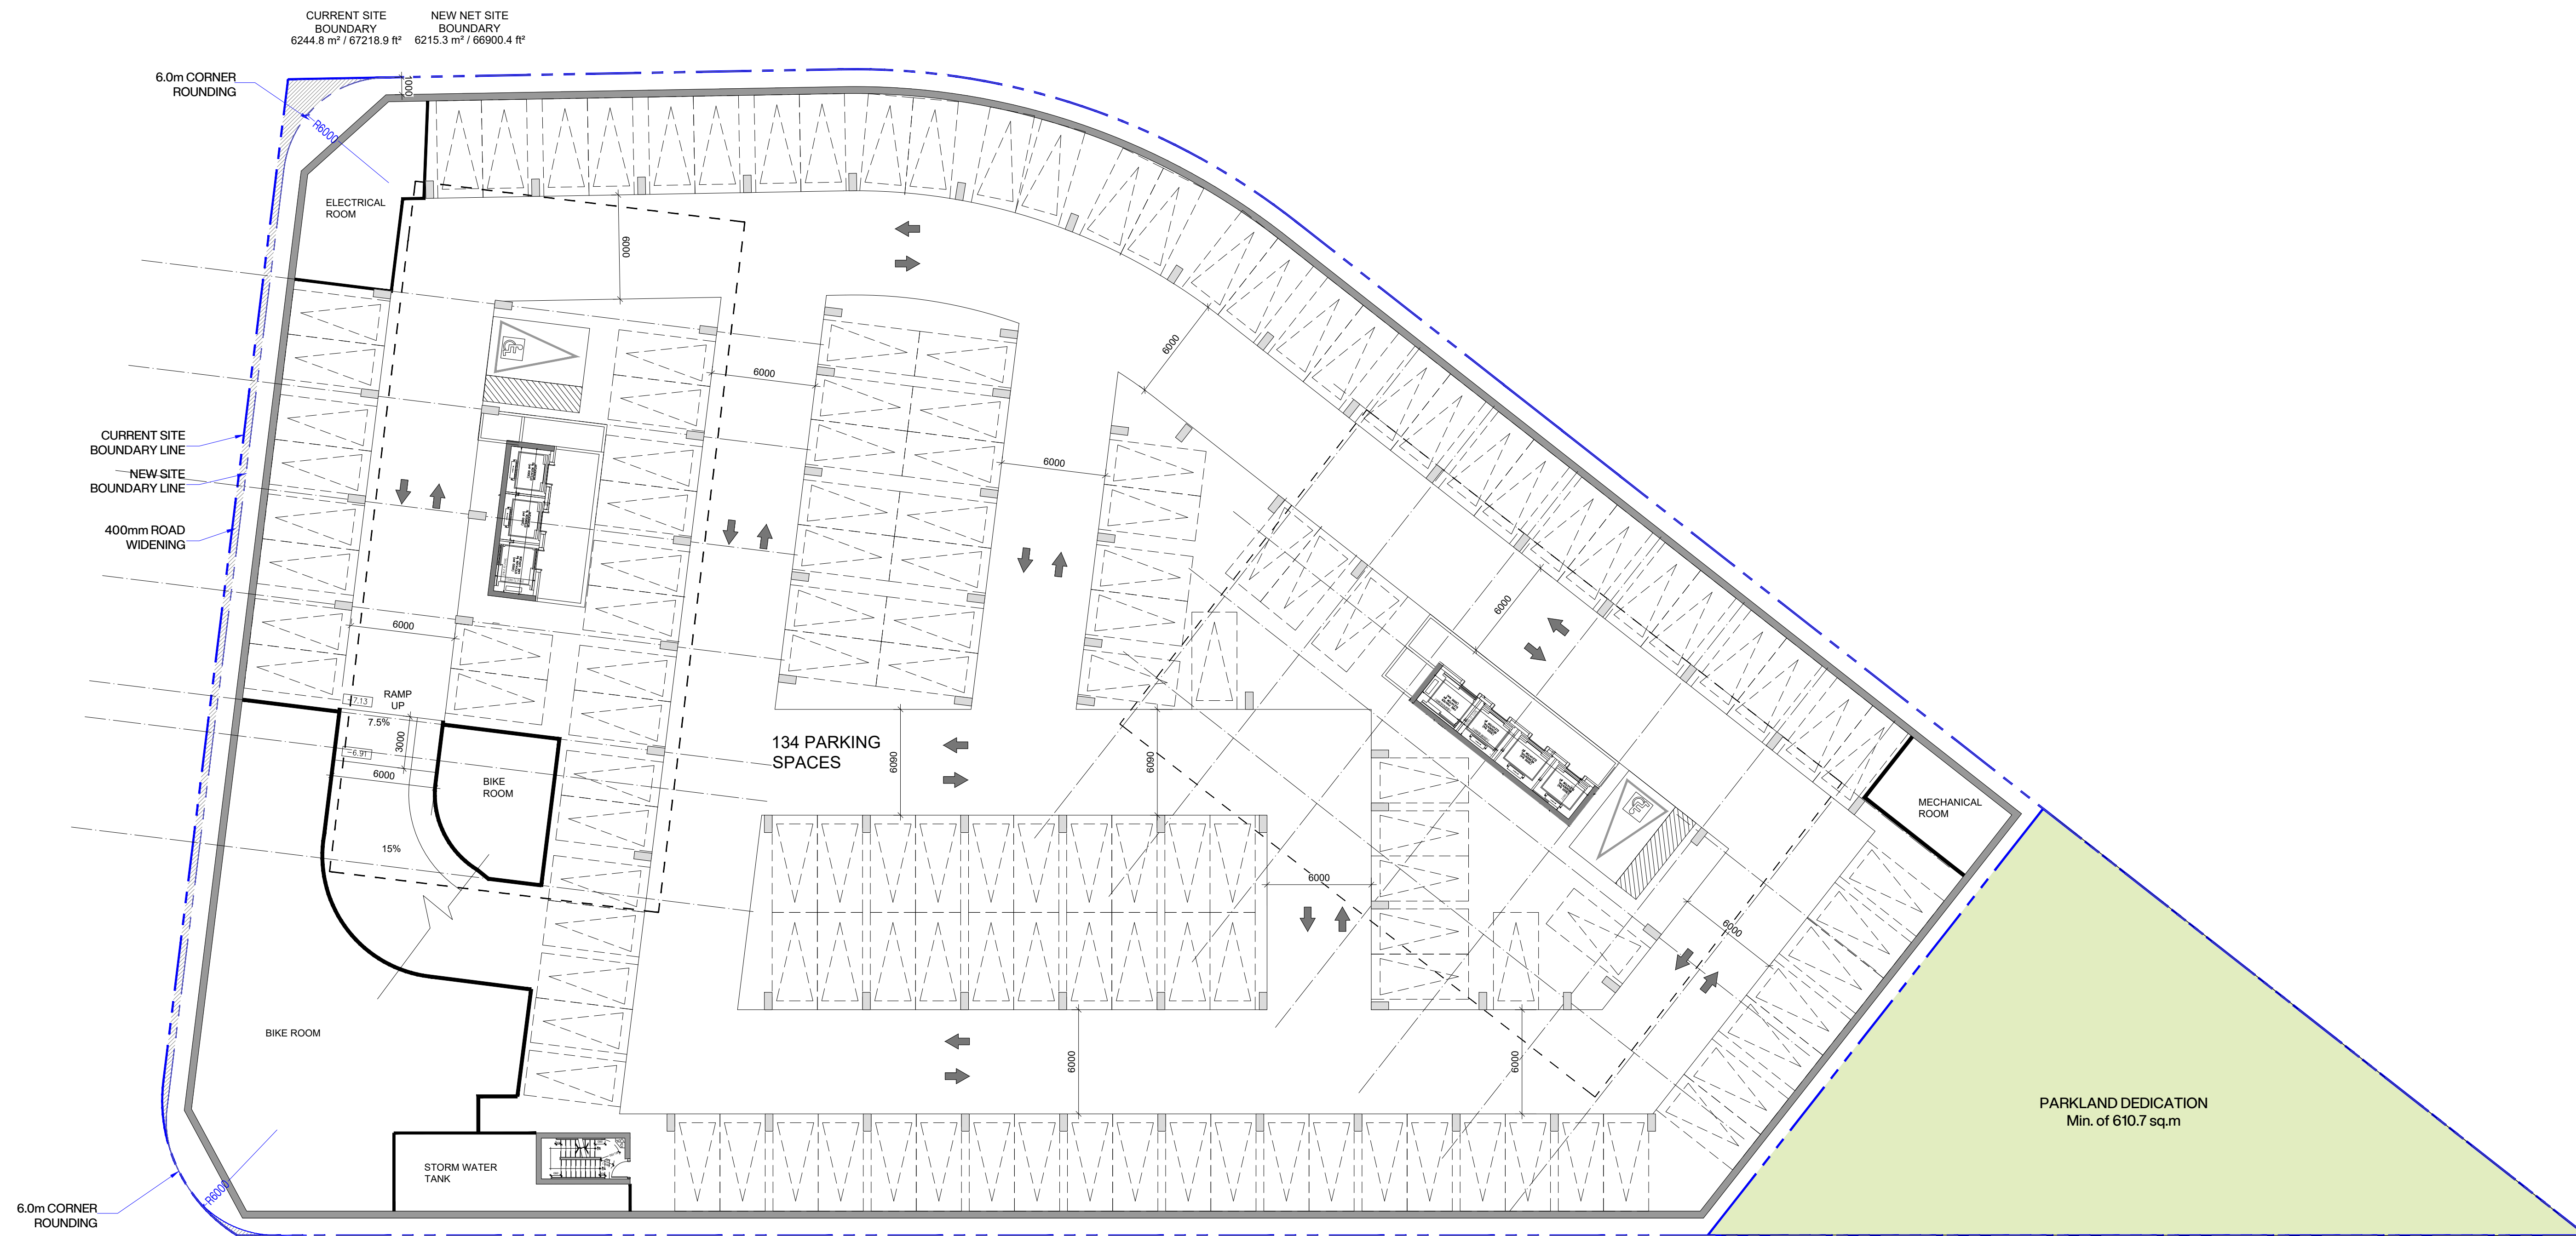 CURRENT SITE
BOUNDARY
6244.8 m² / 67218.9 ft²
NEW NET SITE
BOUNDARY
6215.3 m² / 66900.4 ft²
6.0m CORNER
ROUNDING
1000
R6000
ELECTRICAL
ROOM
6000
6000
6000
6000
CURRENT SITE
BOUNDARY LINE
NEW SITE
BOUNDARY LINE
400mm ROAD
WIDENING
6000
6000
RAMP
UP
-7.13
7.5%
3000
-6.91
6000
BIKE
ROOM
134 PARKING
SPACES
6090
6090
15%
6000
MECHANICAL
ROOM
6000
BIKE ROOM
6000
6000
PARKLAND DEDICATION
Min. of 610.7 sq.m
STORM WATER
TANK
R6000
6.0m CORNER
ROUNDING